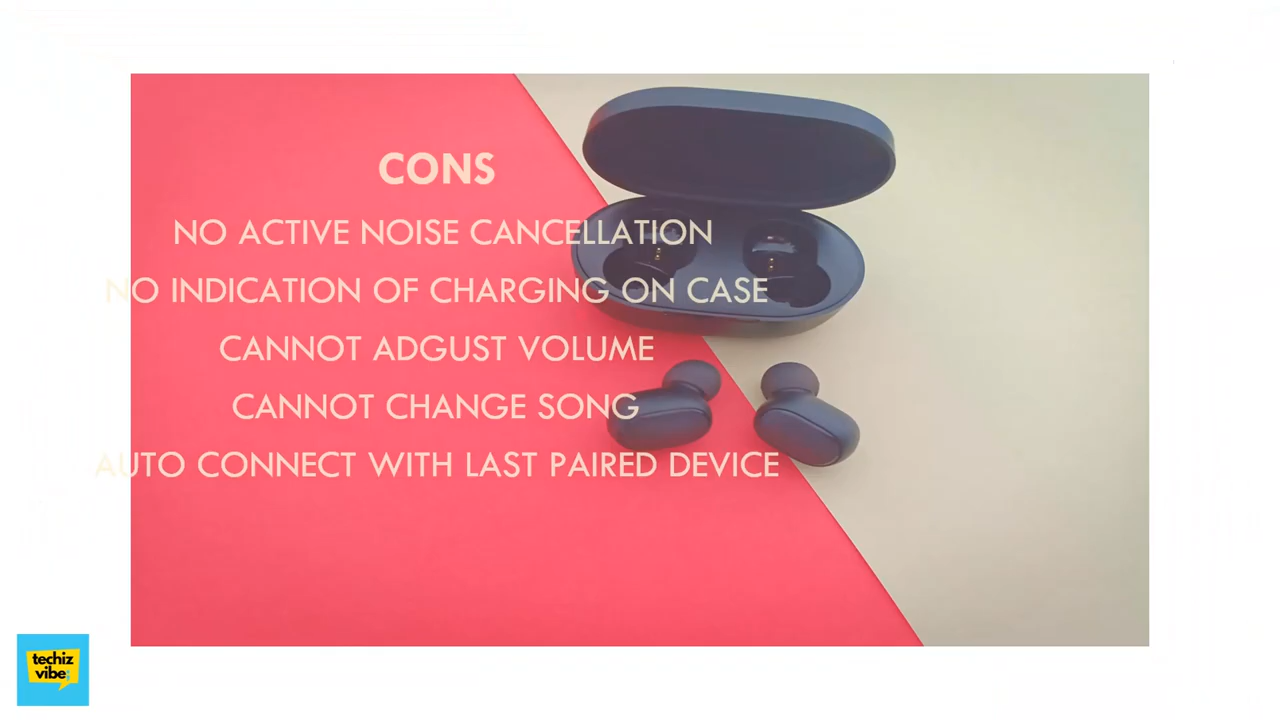 CONS
NO ACTIVE NOISE CANCELLATION
NO INDICATION OF CHARGING ON CASE
CANNOT ADGUST VOLUME
CANNOT CHANGE SONG
AUTO CONNECT WITH LAST PAIRED DEVICE
techiz
vibe